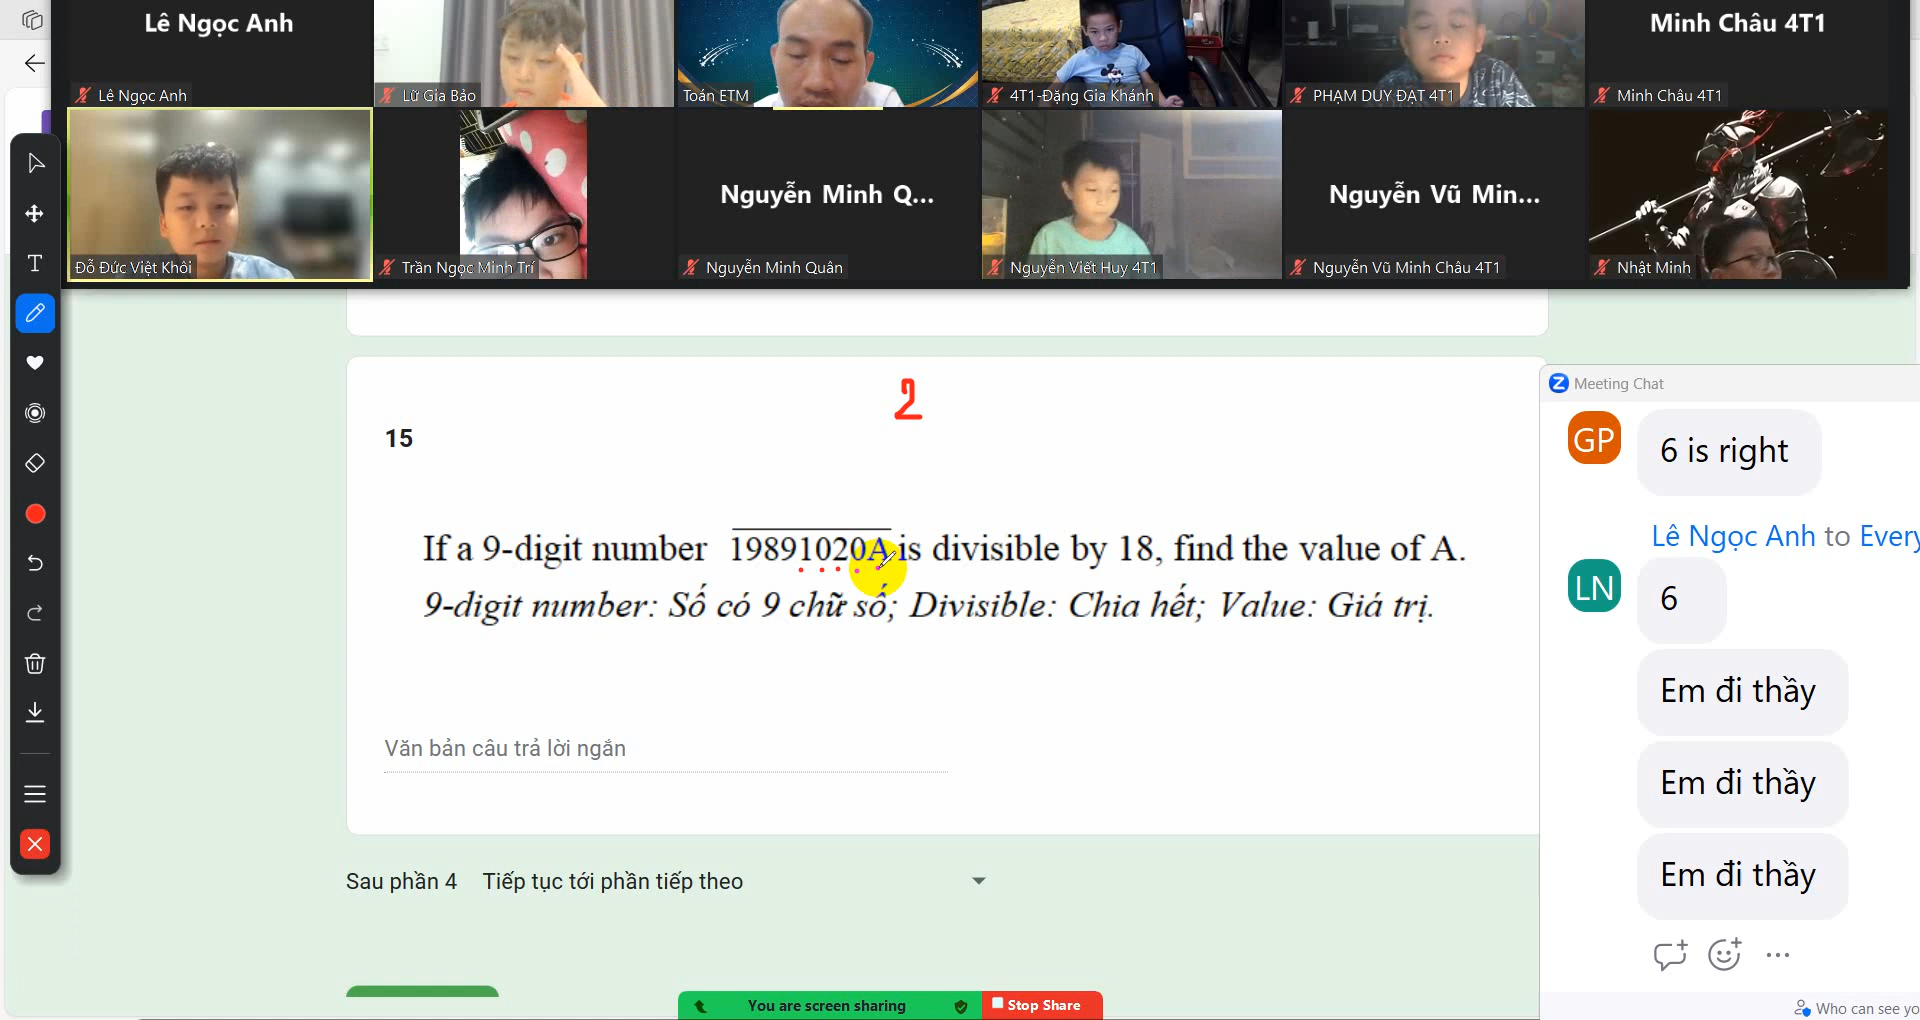 Lê Ngọc Anh
Minh Châu 4T1
Lê Ngọc Anh
Lữ Gia Bảo
Toán ETM
4T1-Đặng Gia Khánh
PHẠM DUY ĐẠT 4T1
Minh Châu 4T1
Nguyễn Minh Q...
Nguyễn Vũ Min...
Đỗ Đức Việt Khôi
Trần Ngọc Minh Trí
Nguyễn Minh Quân
Nguyễn Viết Huy 4T1
Nguyễn Vũ Minh Châu 4T1
Nhật Minh
T
2
15
If a 9-digit number 19891020A is divisible by 18, find the value of A.
9-digit number: Số có 9 chữ số; Divisible: Chia hết; Value: Giá trị.
Văn bản câu trả lời ngắn
Sau phần 4 Tiếp tục tới phần tiếp theo
You are screen sharing
Stop Share
Z Meeting Chat
GP
6 is right
Lê Ngọc Anh to Every
LN
6
Em đi thầy
Em đi thầy
Em đi thầy
Who can see yo